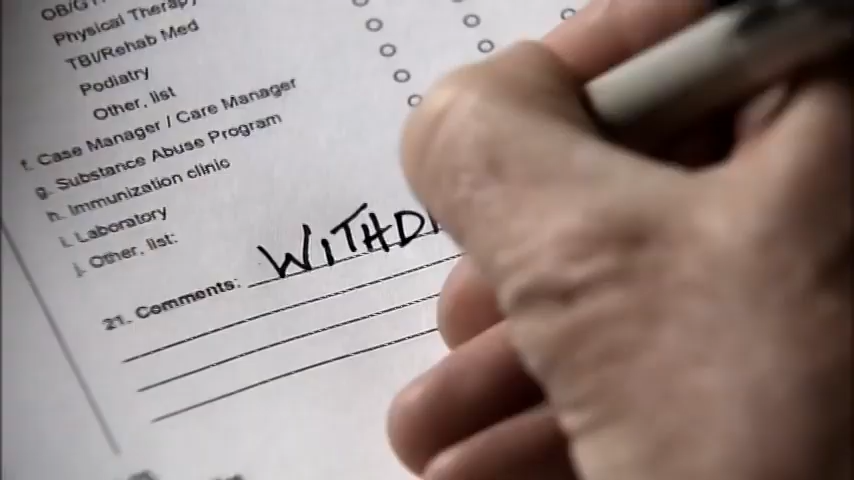 Physical Therapy
TBI/Rehab Med
Podiatry
Other, list
f. Case Manager / Care Manager
g. Substance Abuse Program
h. Immunization clinic
i. Laboratory
j. Other, list:
21. Comments: WITHD